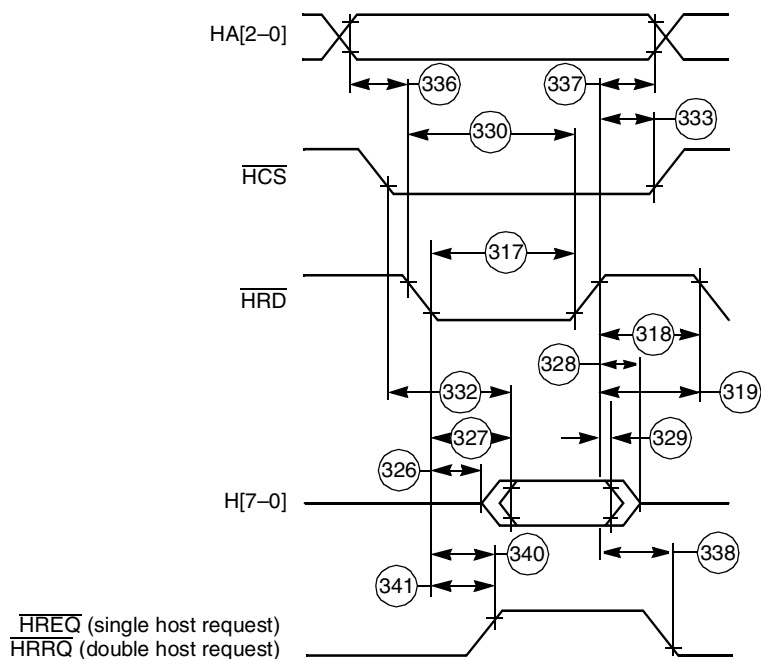 HA[2–0]
336
337
333
330
HCS
317
HRD
318
328
332
319
327
329
326
H[7–0]
340
338
341
HREQ (single host request)
HRRQ (double host request)